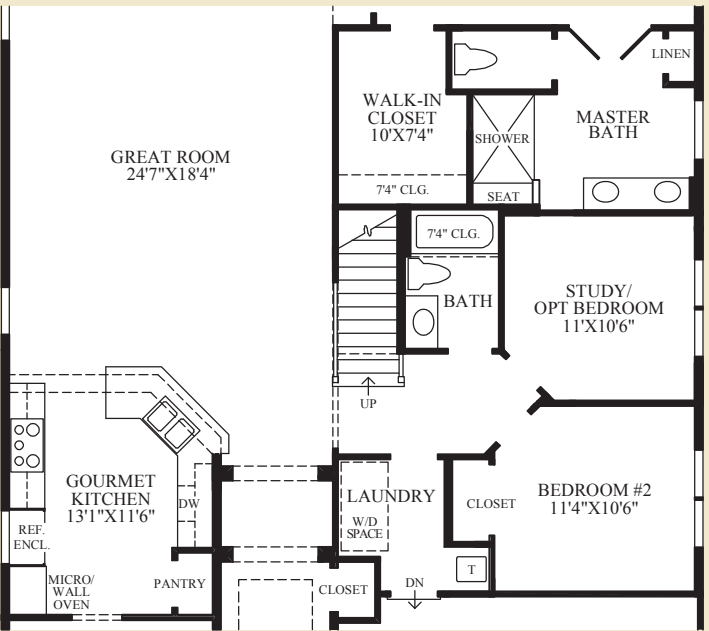 LINEN
WALK-IN
CLOSET
10'X7'4"
MASTER
BATH
SHOWER
GREAT ROOM
24'7"X18'4"
7'4" CLG.
SEAT
7'4" CLG.
BATH
STUDY/
OPT BEDROOM
11'X10'6"
UP
GOURMET
KITCHEN
13'1"X11'6"
DW
LAUNDRY
W/D
SPACE
CLOSET
BEDROOM #2
11'4"X10'6"
REF.
ENCL.
T
MICRO/
WALL
OVEN
PANTRY
CLOSET
DN